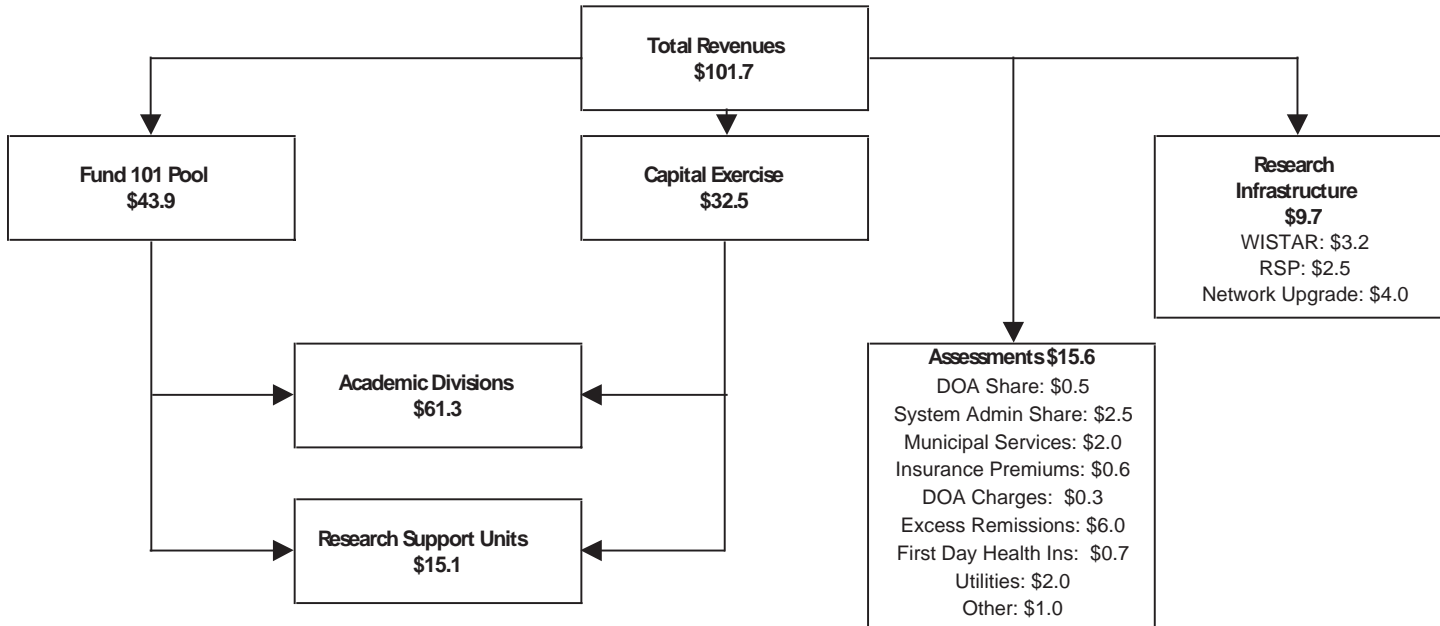 Total Revenues
$101.7
Fund 101 Pool
$43.9
Capital Exercise
$32.5
Research
Infrastructure
$9.7
WISTAR: $3.2
RSP: $2.5
Network Upgrade: $4.0
Academic Divisions
$61.3
Research Support Units
$15.1
Assessments $15.6
DOA Share: $0.5
System Admin Share: $2.5
Municipal Services: $2.0
Insurance Premiums: $0.6
DOA Charges: $0.3
Excess Remissions: $6.0
First Day Health Ins: $0.7
Utilities: $2.0
Other: $1.0